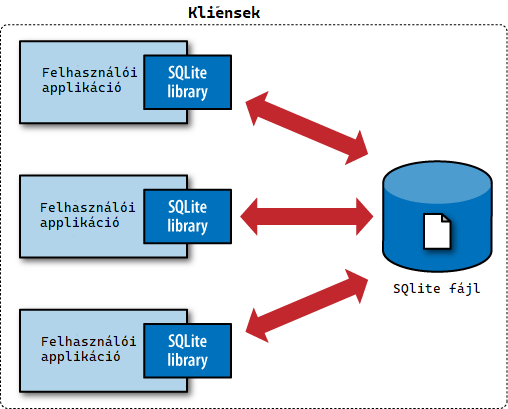 Kliensek
Felhasználói
applikáció
SQLite
library
Felhasználói
applikáció
SQLite
library
SQlite fájl
Felhasználói
applikáció
SQLite
library